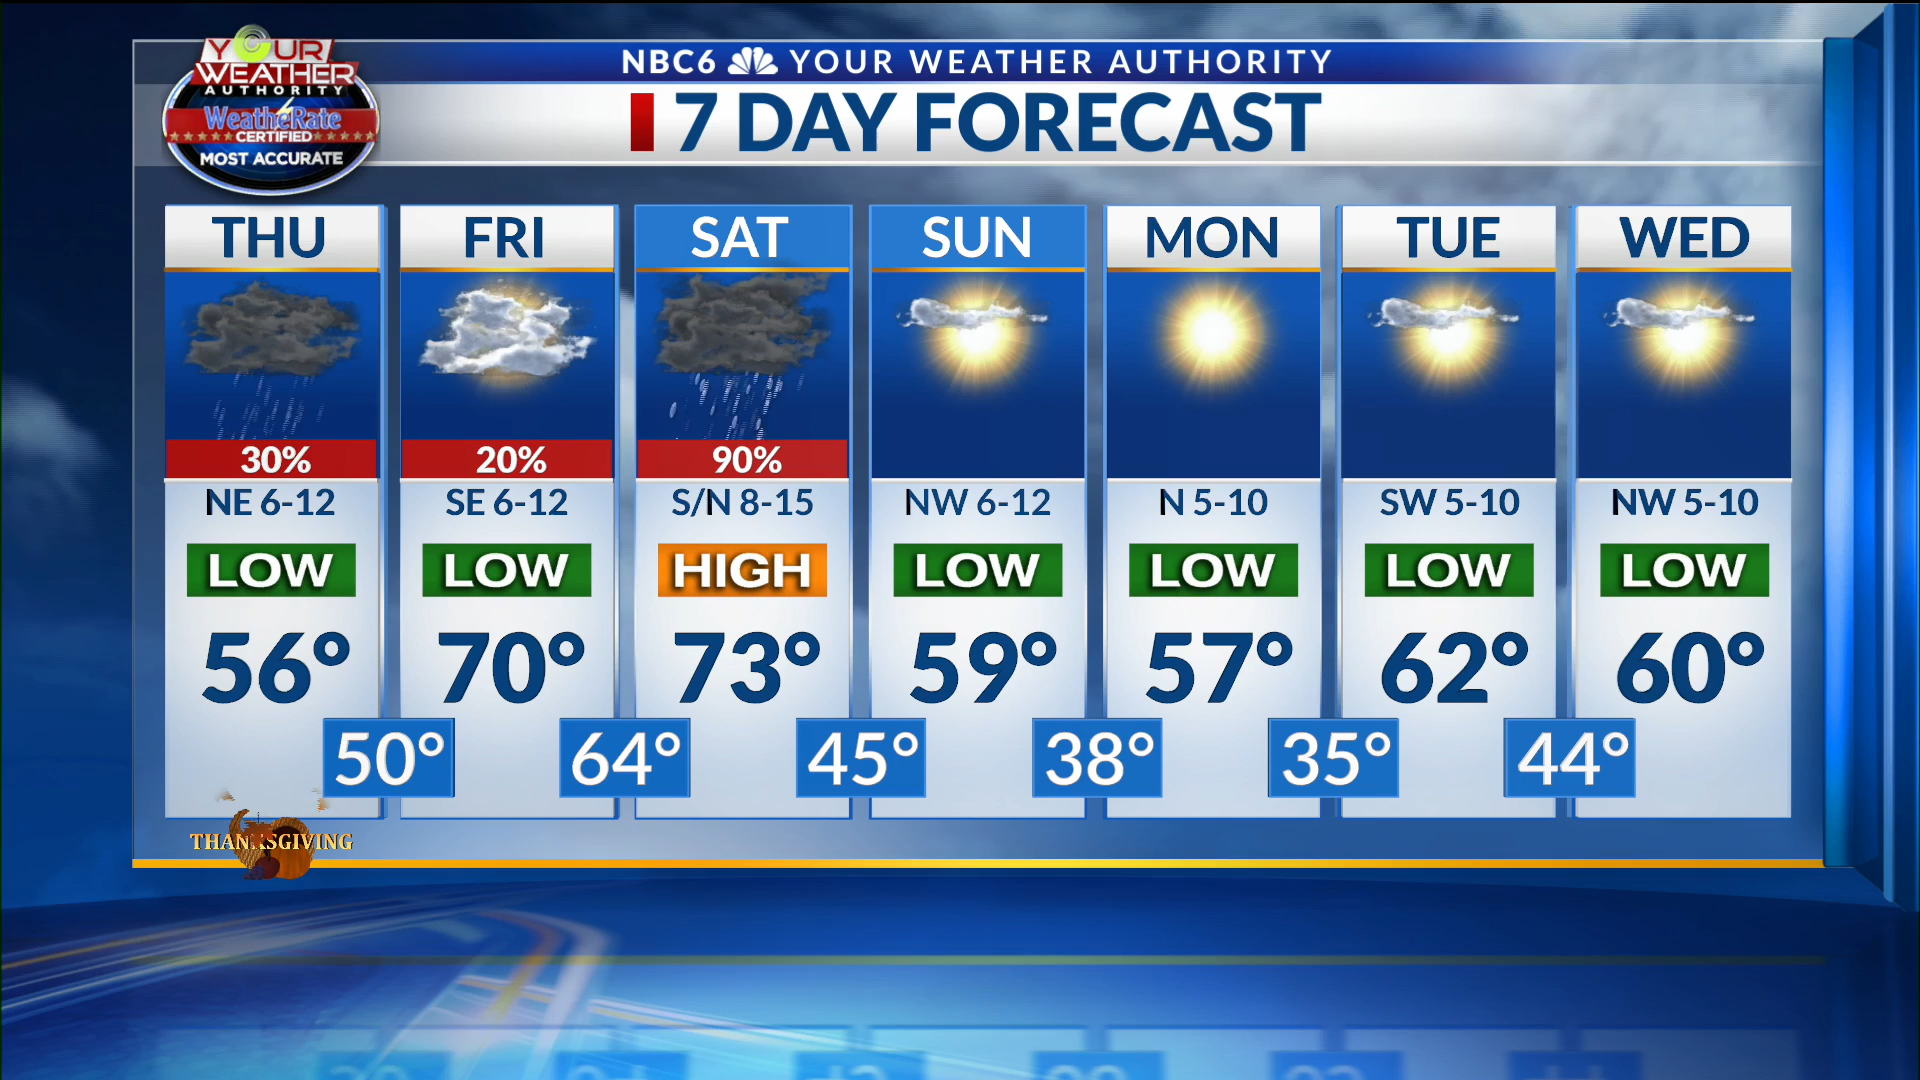 YOUR
WEATHER
AUTHORITY
WeatheRate
CERTIFIED
MOST ACCURATE
NBC6 YOUR WEATHER AUTHORITY
7 DAY FORECAST
THU FRI SAT SUN MON TUE WED
30% 20% 90%
NE 6-12 SE 6-12 S/N 8-15 NW 6-12 N 5-10 SW 5-10 NW 5-10
LOW LOW HIGH LOW LOW LOW LOW
56° 70° 73° 59° 57° 62° 60°
50° 64° 45° 38° 35° 44°
THANKSGIVING